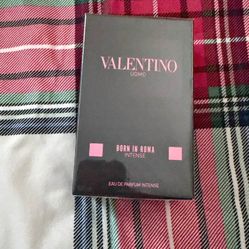 VALENTINO
UOMO
BORN IN ROMA
INTENSE
EAU DE PARFUM INTENSE